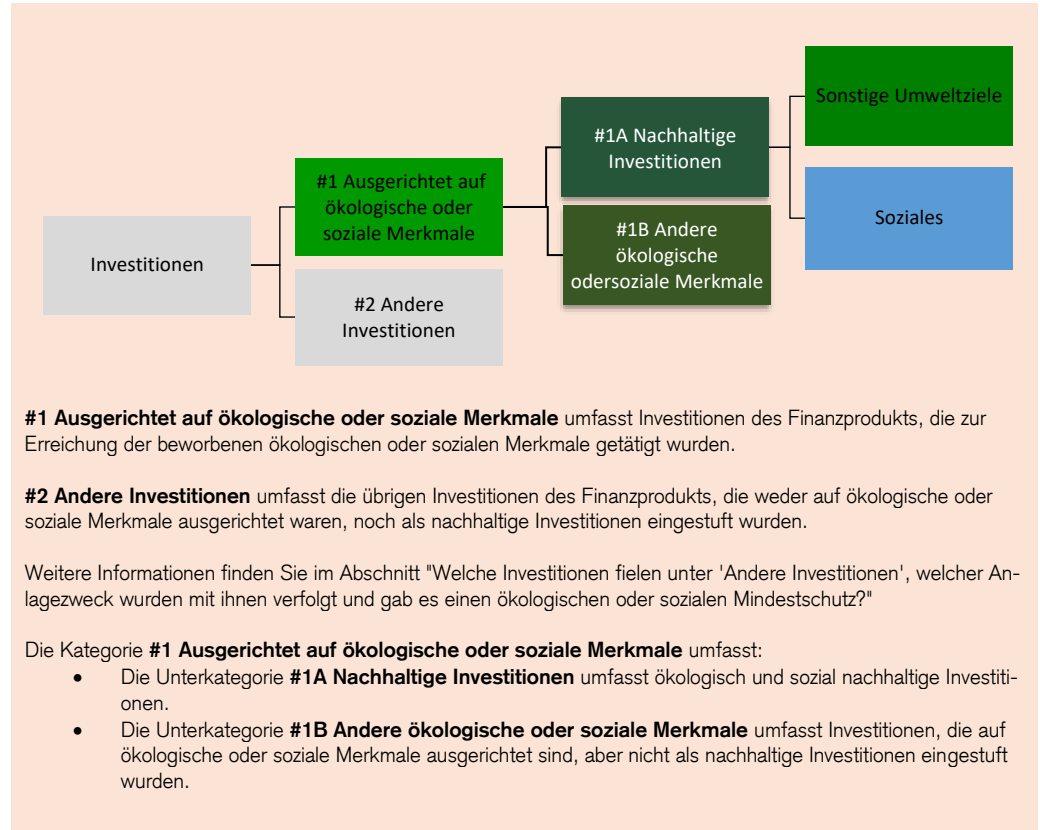 Sonstige Umweltziele
#1A Nachhaltige
Investitionen
#1 Ausgerichtet auf
ökologische oder
soziale Merkmale
Soziales
#1B Andere
ökologische
odersoziale Merkmale
Investitionen
#2 Andere
Investitionen
#1 Ausgerichtet auf ökologische oder soziale Merkmale umfasst Investitionen des Finanzprodukts, die zur
Erreichung der beworbenen ökologischen oder sozialen Merkmale getätigt wurden.
#2 Andere Investitionen umfasst die übrigen Investitionen des Finanzprodukts, die weder auf ökologische oder
soziale Merkmale ausgerichtet waren, noch als nachhaltige Investitionen eingestuft wurden.
Weitere Informationen finden Sie im Abschnitt "Welche Investitionen fielen unter 'Andere Investitionen', welcher An-
lagezweck wurden mit ihnen verfolgt und gab es einen ökologischen oder sozialen Mindestschutz?"
Die Kategorie #1 Ausgerichtet auf ökologische oder soziale Merkmale umfasst:
• Die Unterkategorie #1A Nachhaltige Investitionen umfasst ökologisch und sozial nachhaltige Investiti-
onen.
• Die Unterkategorie #1B Andere ökologische oder soziale Merkmale umfasst Investitionen, die auf
ökologische oder soziale Merkmale ausgerichtet sind, aber nicht als nachhaltige Investitionen eingestuft
wurden.